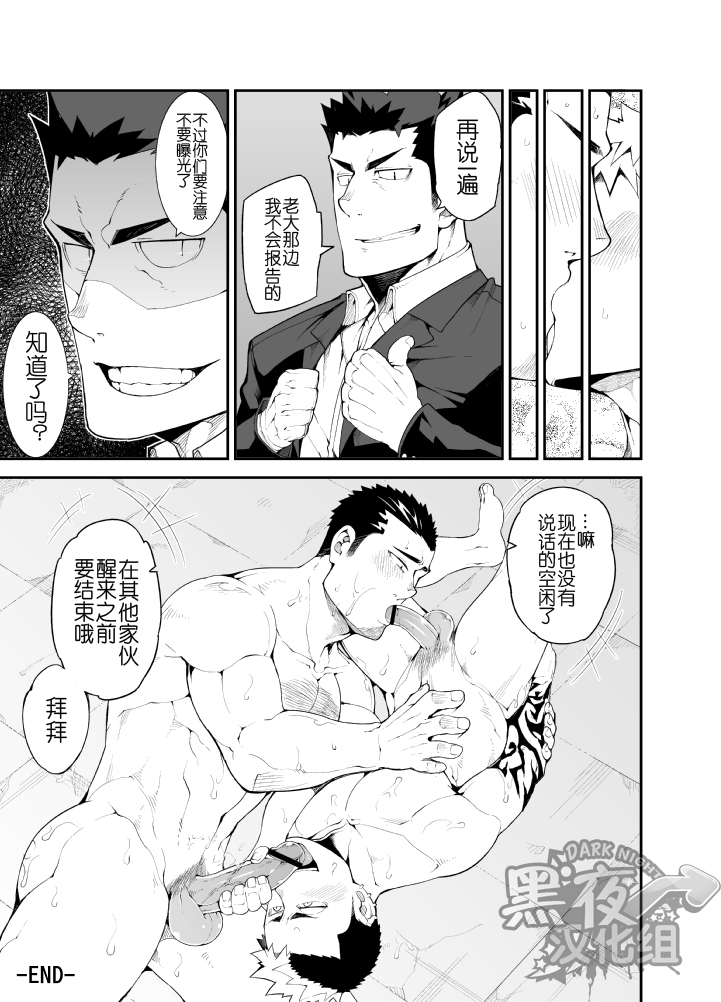 再说一遍
老大那边
我不会报告的
不过你们要注意
不要曝光了
知道了吗？
…嘛
现在也没有
说话的空闲了
在其他家伙
醒来之前
要结束哦
拜拜
DARK NIGHT
黑夜
汉化组
-END-